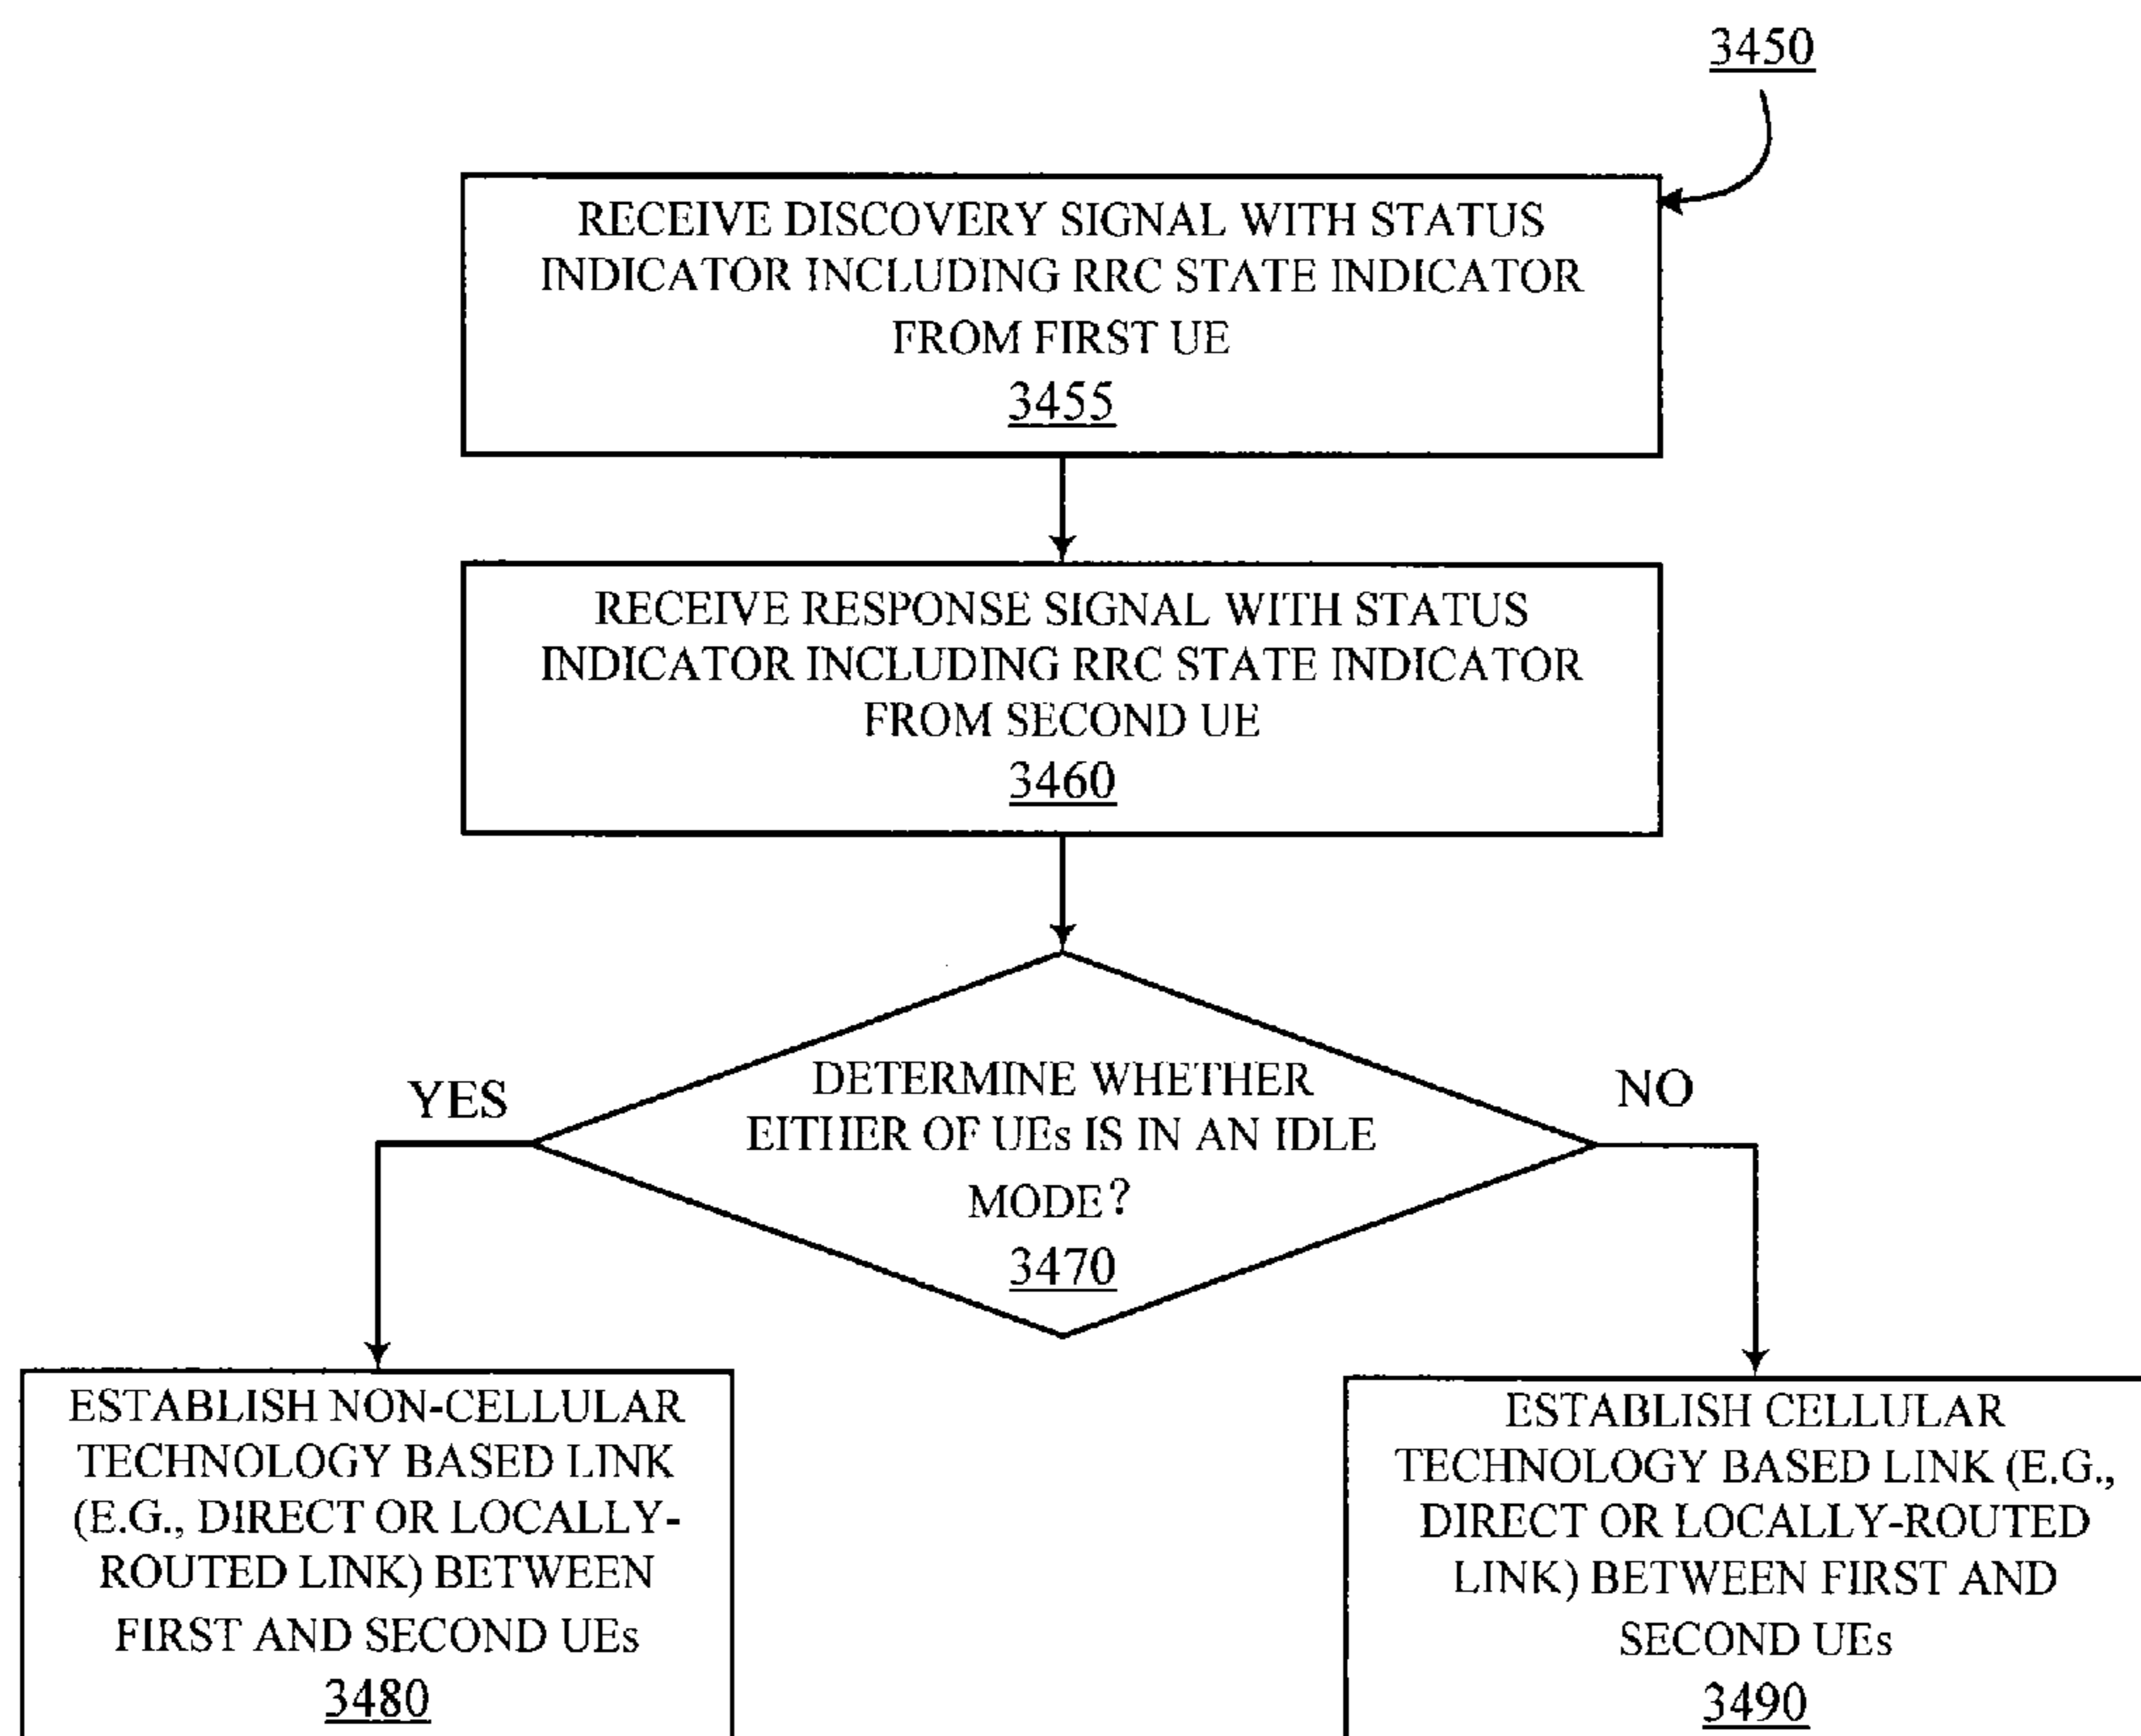 3450
RECEIVE DISCOVERY SIGNAL WITH STATUS
INDICATOR INCLUDING RRC STATE INDICATOR
FROM FIRST UE
3455
RECEIVE RESPONSE SIGNAL WITH STATUS
INDICATOR INCLUDING RRC STATE INDICATOR
FROM SECOND UE
3460
DETERMINE WHETHER
EITHER OF UEs IS IN AN IDLE
MODE?
3470
YES
NO
ESTABLISH NON-CELLULAR
TECHNOLOGY BASED LINK
(E.G., DIRECT OR LOCALLY-
ROUTED LINK) BETWEEN
FIRST AND SECOND UEs
3480
ESTABLISH CELLULAR
TECHNOLOGY BASED LINK (E.G.,
DIRECT OR LOCALLY-ROUTED
LINK) BETWEEN FIRST AND
SECOND UEs
3490